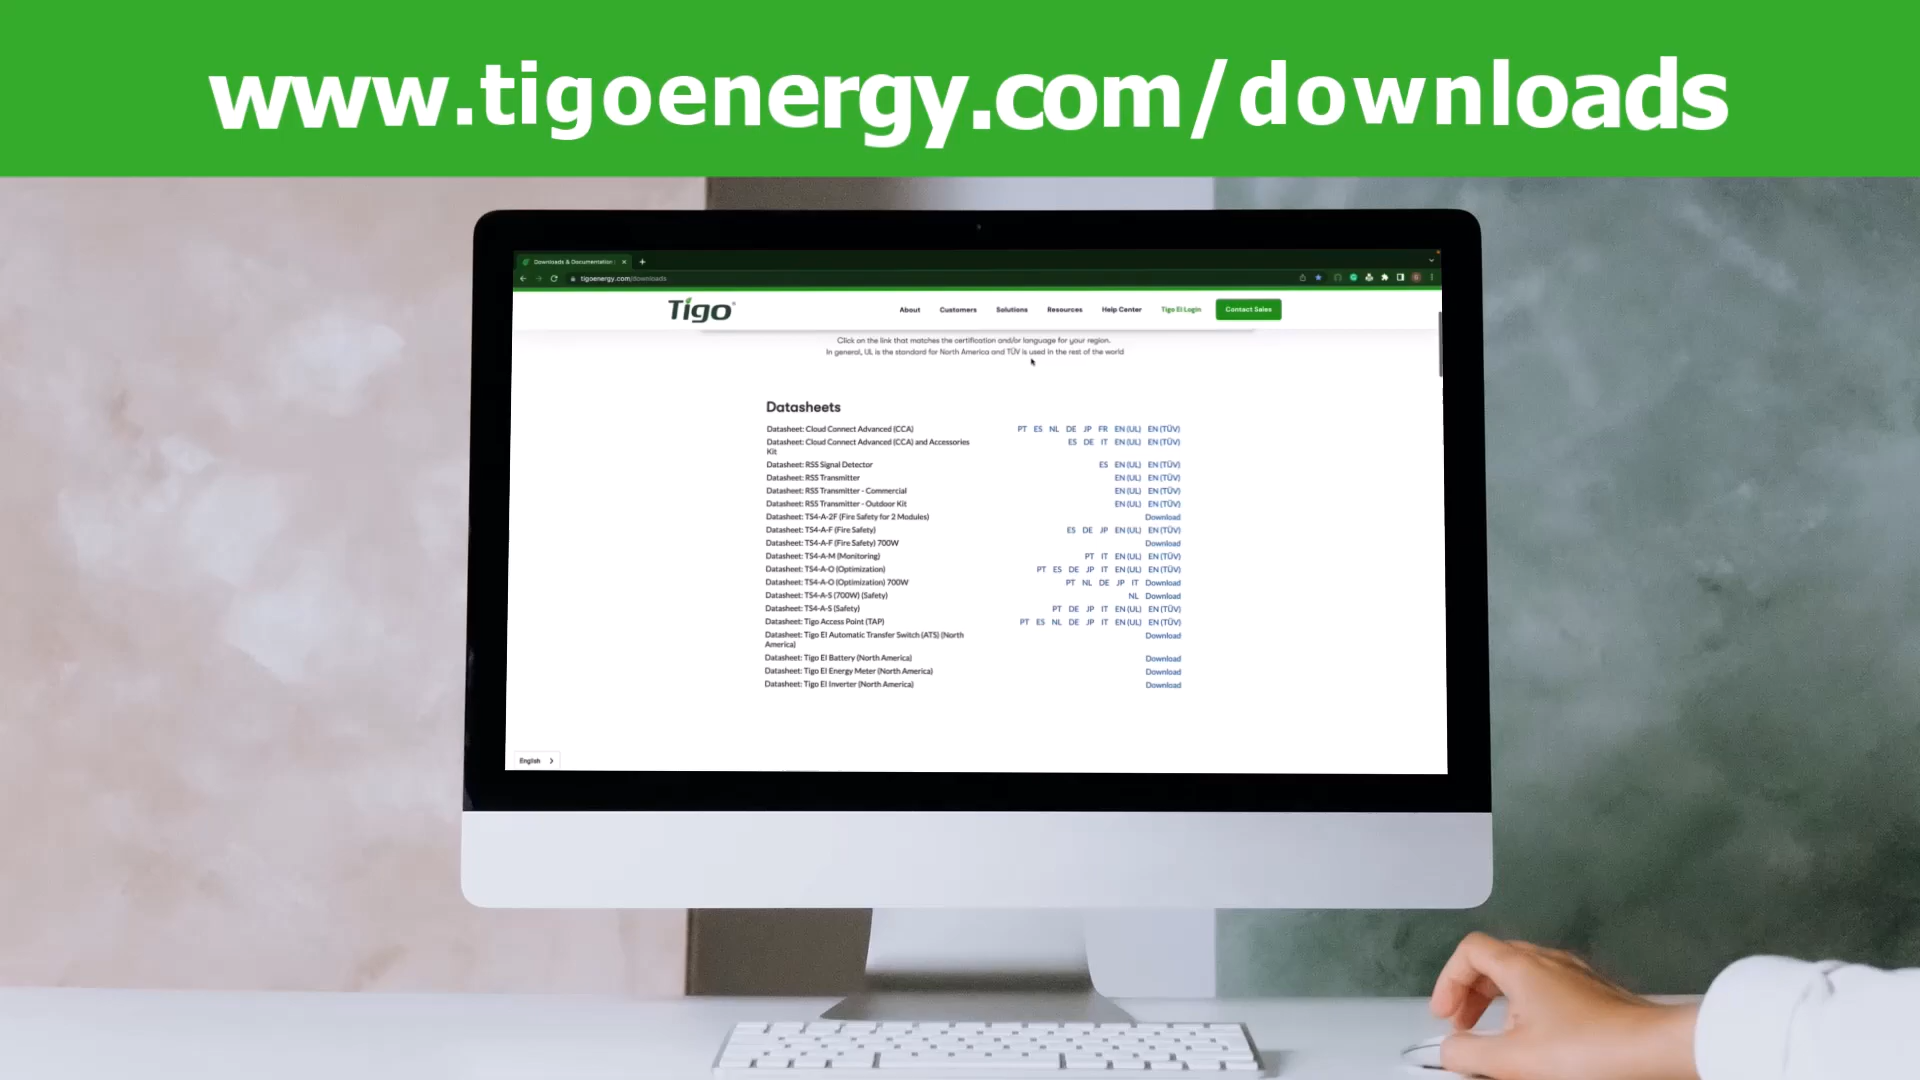 www.tigoenergy.com/downloads
Downloads & Documentation
tigoenergy.com/downloads
Tigo
About Customers Solutions Resources Help Center Tigo EI Login Contact Sales
Click on the link that matches the certification and/or language for your region.
In general, UL is the standard for North America and TÜV is used in the rest of the world
Datasheets
Datasheet: Cloud Connect Advanced (CCA) PT ES NL DE JP FR EN (UL) EN (TÜV)
Datasheet: Cloud Connect Advanced (CCA) and Accessories ES DE IT EN (UL) EN (TÜV)
Kit
Datasheet: RSS Signal Detector ES EN (UL) EN (TÜV)
Datasheet: RSS Transmitter EN (UL) EN (TÜV)
Datasheet: RSS Transmitter - Commercial EN (UL) EN (TÜV)
Datasheet: RSS Transmitter - Outdoor Kit EN (UL) EN (TÜV)
Datasheet: TS4-A-2F (Fire Safety for 2 Modules) Download
Datasheet: TS4-A-F (Fire Safety) ES DE JP EN (UL) EN (TÜV)
Datasheet: TS4-A-F (Fire Safety) 700W Download
Datasheet: TS4-A-M (Monitoring) PT IT EN (UL) EN (TÜV)
Datasheet: TS4-A-O (Optimization) PT ES DE JP IT EN (UL) EN (TÜV)
Datasheet: TS4-A-O (Optimization) 700W PT NL DE JP IT Download
Datasheet: TS4-A-S (700W) (Safety) NL Download
Datasheet: TS4-A-S (Safety) PT DE JP IT EN (UL) EN (TÜV)
Datasheet: Tigo Access Point (TAP) PT ES NL DE JP IT EN (UL) EN (TÜV)
Datasheet: Tigo EI Automatic Transfer Switch (ATS) (North Download
America)
Datasheet: Tigo EI Battery (North America) Download
Datasheet: Tigo EI Energy Meter (North America) Download
Datasheet: Tigo EI Inverter (North America) Download
English